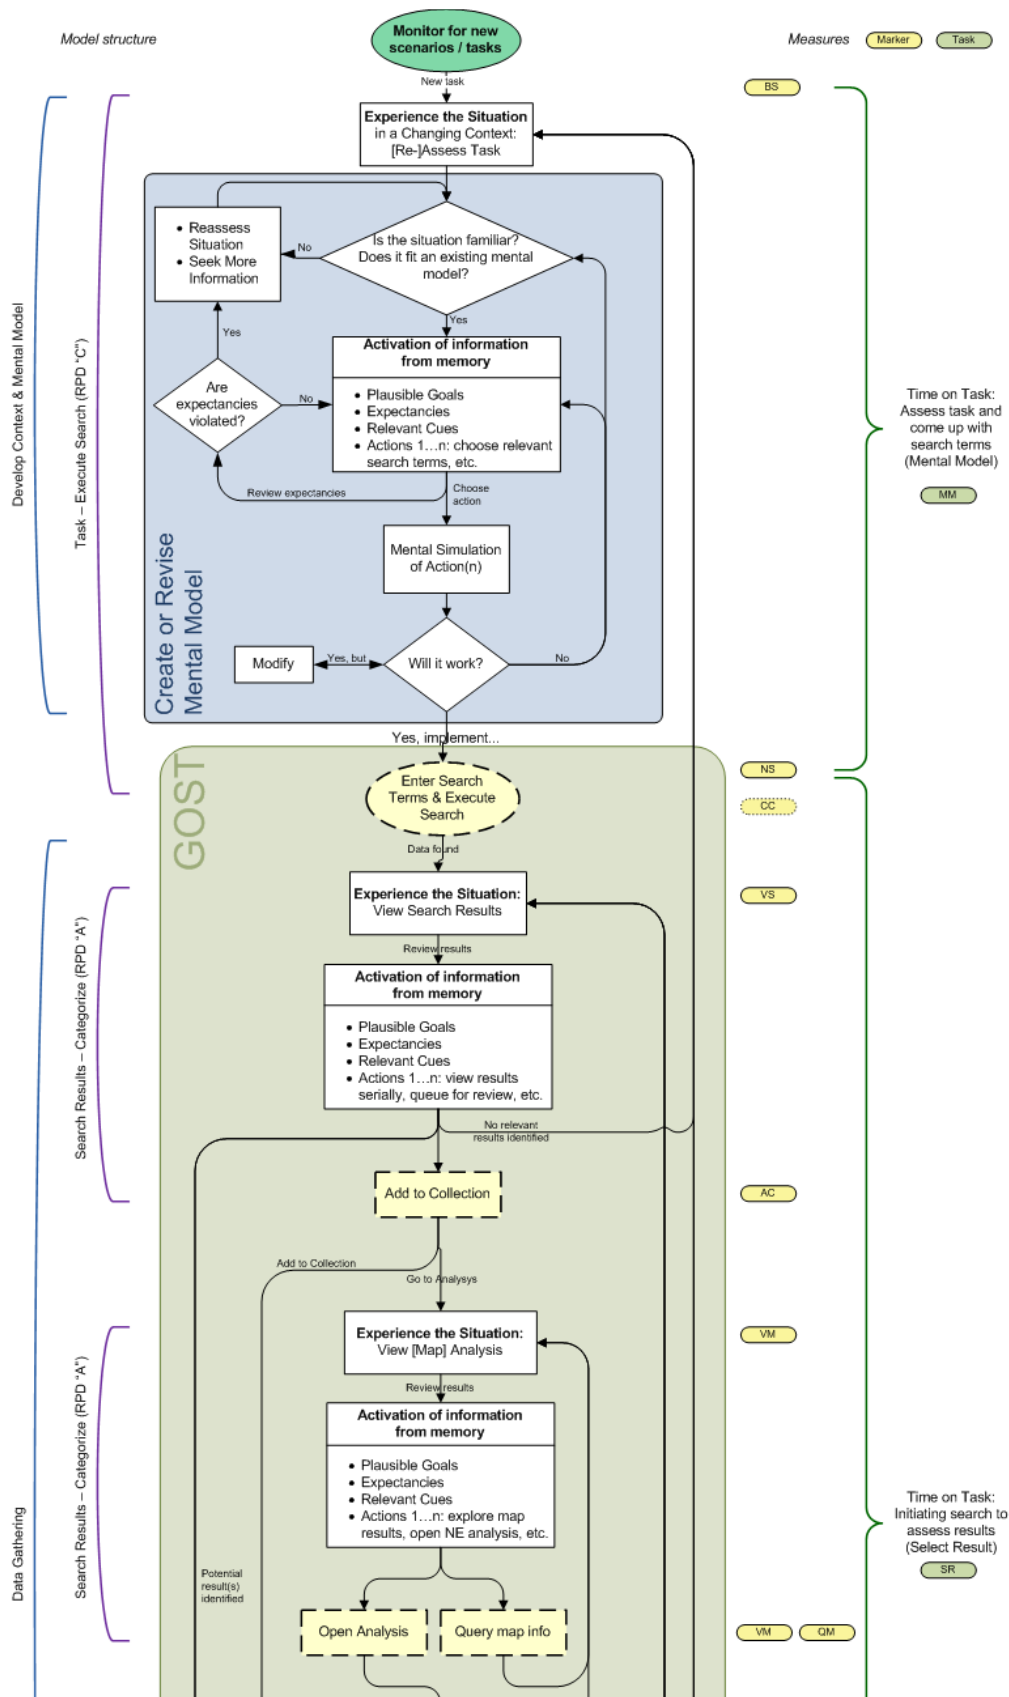 Model structure
Monitor for new
scenarios / tasks
Measures
Marker
Task
New task
BS
Experience the Situation
in a Changing Context:
[Re-]Assess Task
Reassess
Situation
Seek More
Information
No
Is the situation familiar?
Does it fit an existing mental
model?
Yes
Yes
Activation of information
from memory
Plausible Goals
Expectancies
Relevant Cues
Actions 1…n: choose relevant
search terms, etc.
Are
expectancies
violated?
No
Review expectancies
Choose
action
Mental Simulation
of Action(n)
Modify
Yes, but
Will it work?
No
Create or Revise
Mental Model
Develop Context & Mental Model
Task – Execute Search (RPD "C")
Time on Task:
Assess task and
come up with
search terms
(Mental Model)
MM
Yes, implement...
GOST
Enter Search
Terms & Execute
Search
NS
CC
Data found
Experience the Situation:
View Search Results
VS
Review results
Activation of information
from memory
Plausible Goals
Expectancies
Relevant Cues
Actions 1…n: view results
serially, queue for review, etc.
Search Results – Categorize (RPD "A")
No relevant
results identified
Add to Collection
AC
Add to Collection
Go to Analysys
Experience the Situation:
View [Map] Analysis
VM
Review results
Activation of information
from memory
Plausible Goals
Expectancies
Relevant Cues
Actions 1…n: explore map
results, open NE analysis, etc.
Search Results – Categorize (RPD "A")
Data Gathering
Time on Task:
Initiating search to
assess results
(Select Result)
SR
Potential
result(s)
identified
Open Analysis
Query map info
VM
QM